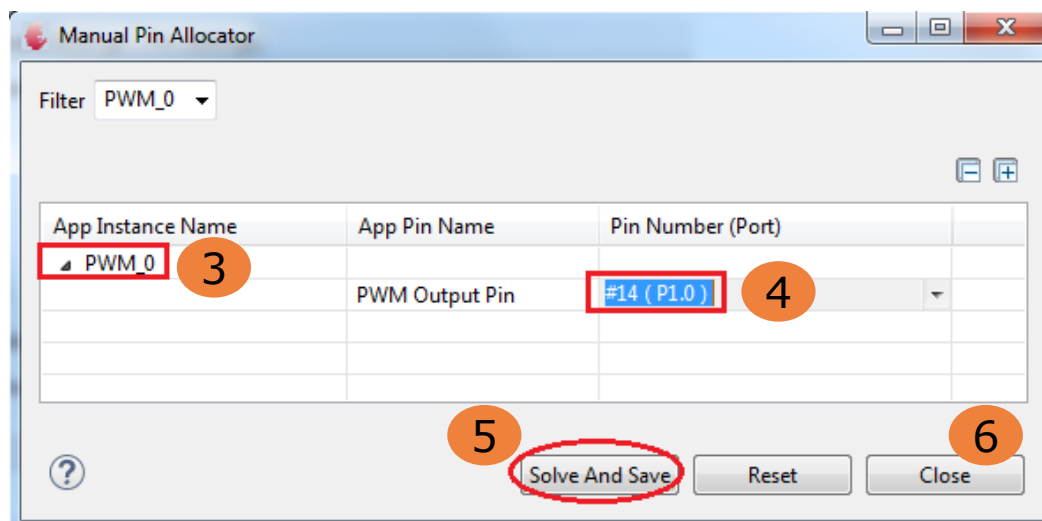 Manual Pin Allocator
Filter PWM_0
App Instance Name App Pin Name Pin Number (Port)
PWM_0 3
PWM Output Pin #14 ( P1.0 ) 4
5 6
? Solve And Save Reset Close